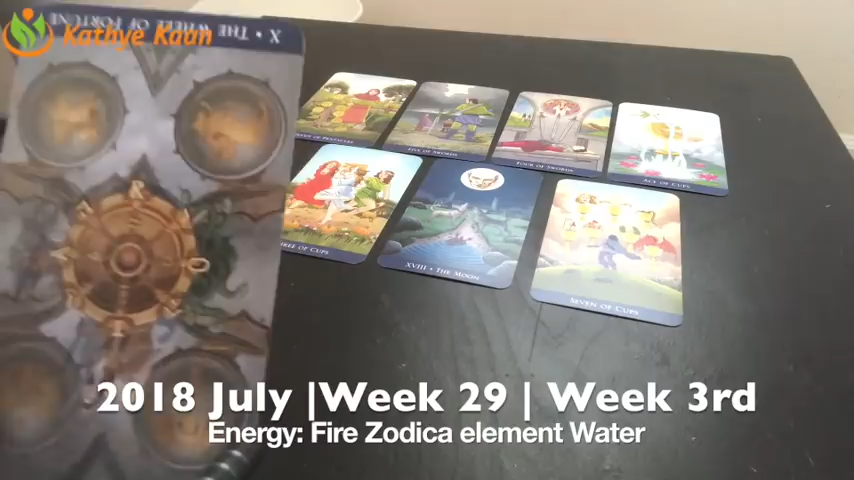 X • THE WHEEL OF FORTUNE
Kathye Kaan
FIVE OF SWORDS
FOUR OF SWORDS
ACE OF CUPS
THREE OF CUPS
XVIII • THE MOON
SEVEN OF CUPS
2018 July |Week 29 | Week 3rd
Energy: Fire Zodica element Water